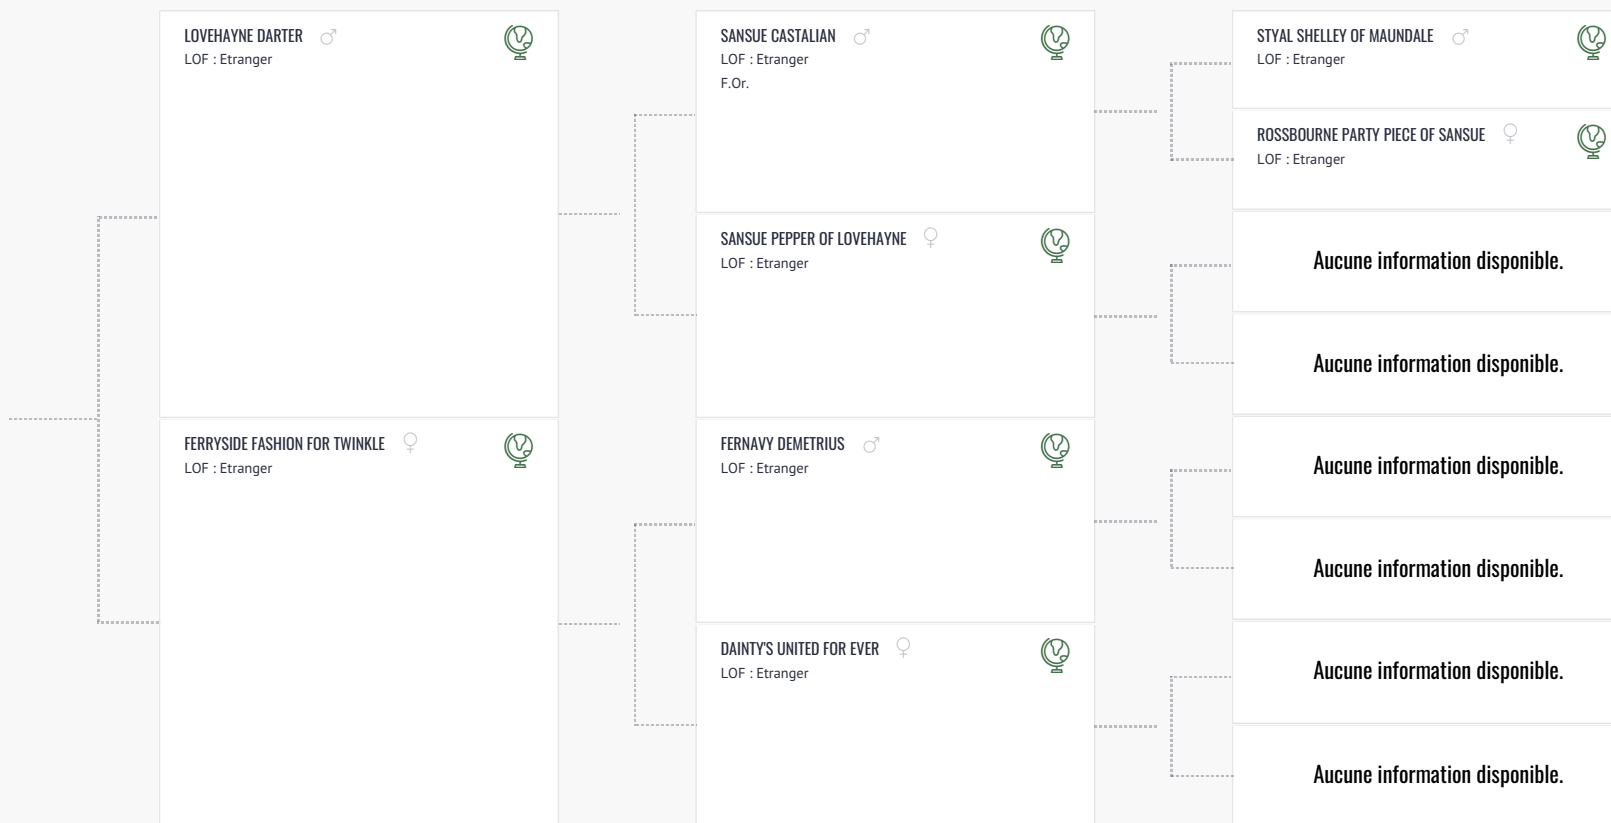 LOVEHAYNE DARTER
LOF : Etranger
FERRYSIDE FASHION FOR TWINKLE
LOF : Etranger
SANSUE CASTALIAN
LOF : Etranger
F.Or.
SANSUE PEPPER OF LOVEHAYNE
LOF : Etranger
FERNAVY DEMETRIUS
LOF : Etranger
DAINTY'S UNITED FOR EVER
LOF : Etranger
STYAL SHELLEY OF MAUNDALE
LOF : Etranger
ROSSBOURNE PARTY PIECE OF SANSUE
LOF : Etranger
Aucune information disponible.
Aucune information disponible.
Aucune information disponible.
Aucune information disponible.
Aucune information disponible.
Aucune information disponible.